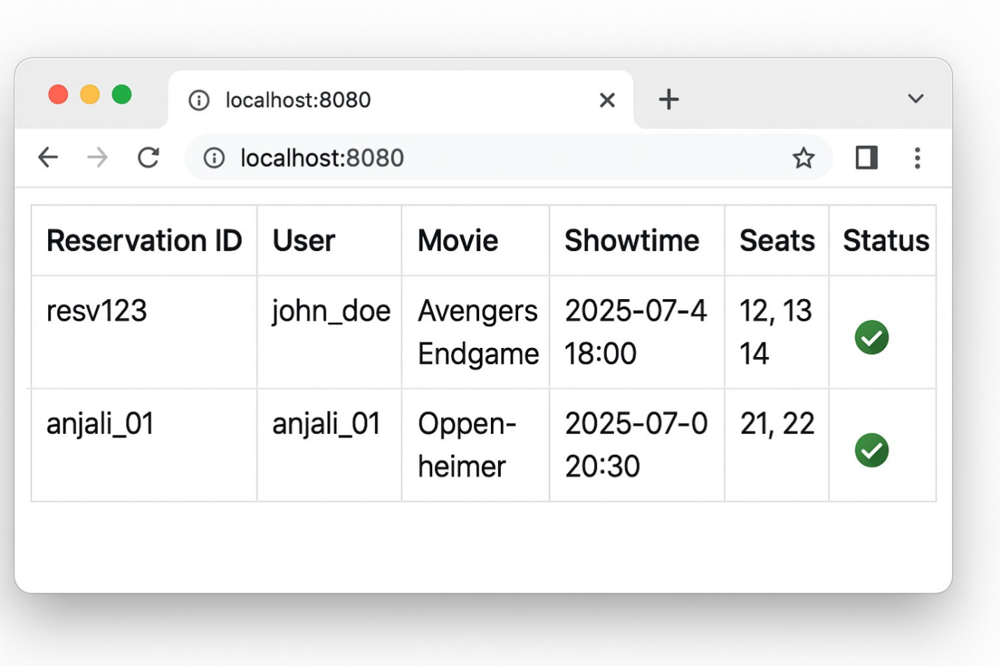 localhost:8080
localhost:8080
Reservation ID User Movie Showtime Seats Status
resv123 john_doe Avengers 2025-07-4 12, 13
Endgame 18:00 14
anjali_01 anjali_01 Oppen- 2025-07-0 21, 22
heimer 20:30